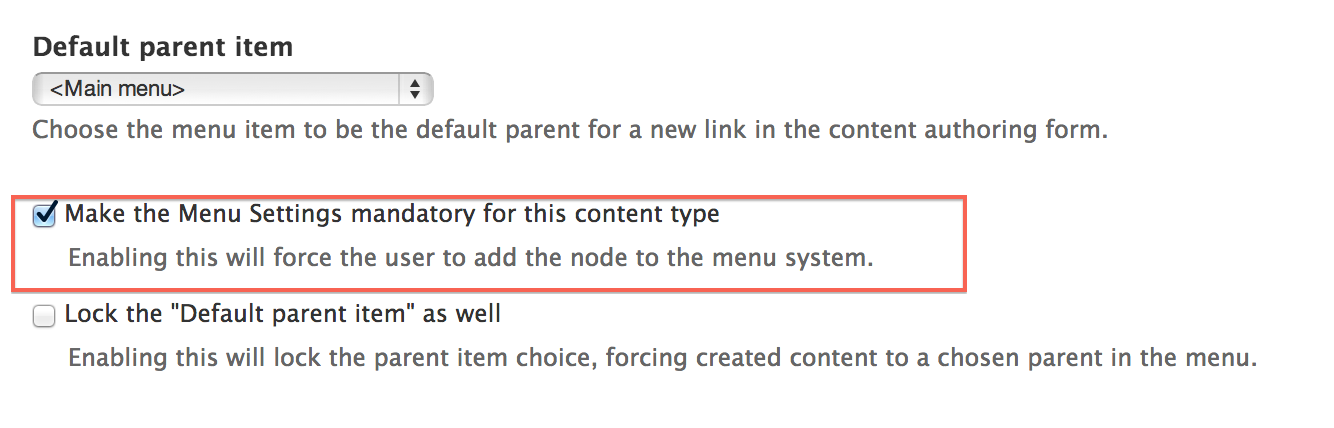 Default parent item
<Main menu>
Choose the menu item to be the default parent for a new link in the content authoring form.
Make the Menu Settings mandatory for this content type
Enabling this will force the user to add the node to the menu system.
Lock the "Default parent item" as well
Enabling this will lock the parent item choice, forcing created content to a chosen parent in the menu.